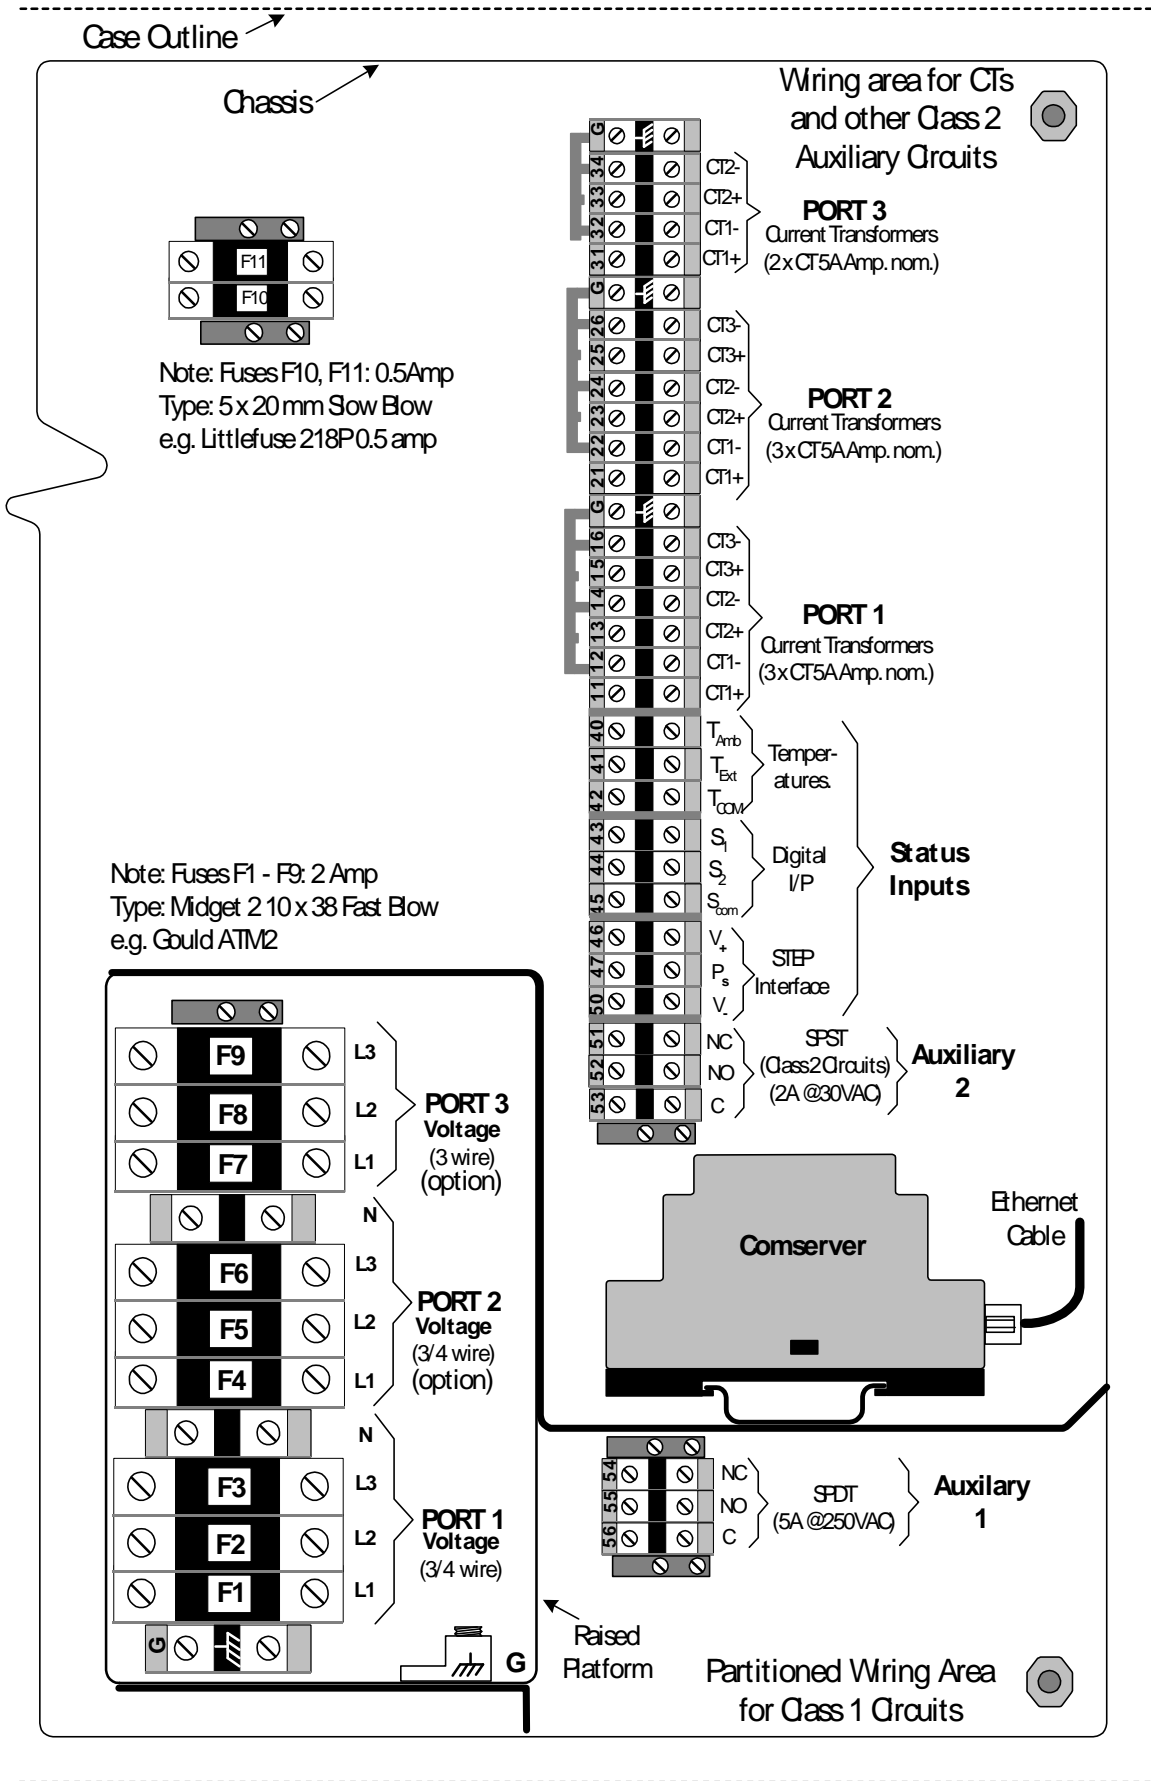 Case Outline
Chassis
Wiring area for CTs
and other Class 2
Auxiliary Circuits
G
34 CT2-
33 CT2+
32 CT1-
31 CT1+
PORT 3
Current Transformers
(2 x CT5A Amp. nom.)
F11
F10
Note: Fuses F10, F11: 0.5Amp
Type: 5 x 20 mm Slow Blow
e.g. Littlefuse 218P0.5 amp
G
26 CT3-
25 CT3+
24 CT2-
23 CT2+
22 CT1-
21 CT1+
PORT 2
Current Transformers
(3 x CT5A Amp. nom.)
G
16 CT3-
15 CT3+
14 CT2-
13 CT2+
12 CT1-
11 CT1+
PORT 1
Current Transformers
(3 x CT5A Amp. nom.)
40 TAmb
41 TExt
42 TCOM
Temper-
atures.
43 S1
44 S2
45 Scom
Digital
I/P
46 V+
47 Ps
50 V-
STEP
Interface
Status
Inputs
51 NC
52 NO
53 C
SPST
(Class 2 Circuits)
(2A @30VAC)
Auxiliary
2
Note: Fuses F1 - F9: 2 Amp
Type: Midget 2 10 x 38 Fast Blow
e.g. Gould ATM2
F9 L3
F8 L2
F7 L1
PORT 3
Voltage
(3 wire)
(option)
N
F6 L3
F5 L2
F4 L1
PORT 2
Voltage
(3/4 wire)
(option)
N
F3 L3
F2 L2
F1 L1
PORT 1
Voltage
(3/4 wire)
G
G
Comserver
Ethernet
Cable
54 NC
55 NO
56 C
SPDT
(5A @250VAC)
Auxilary
1
Raised
Platform
Partitioned Wiring Area
for Class 1 Circuits